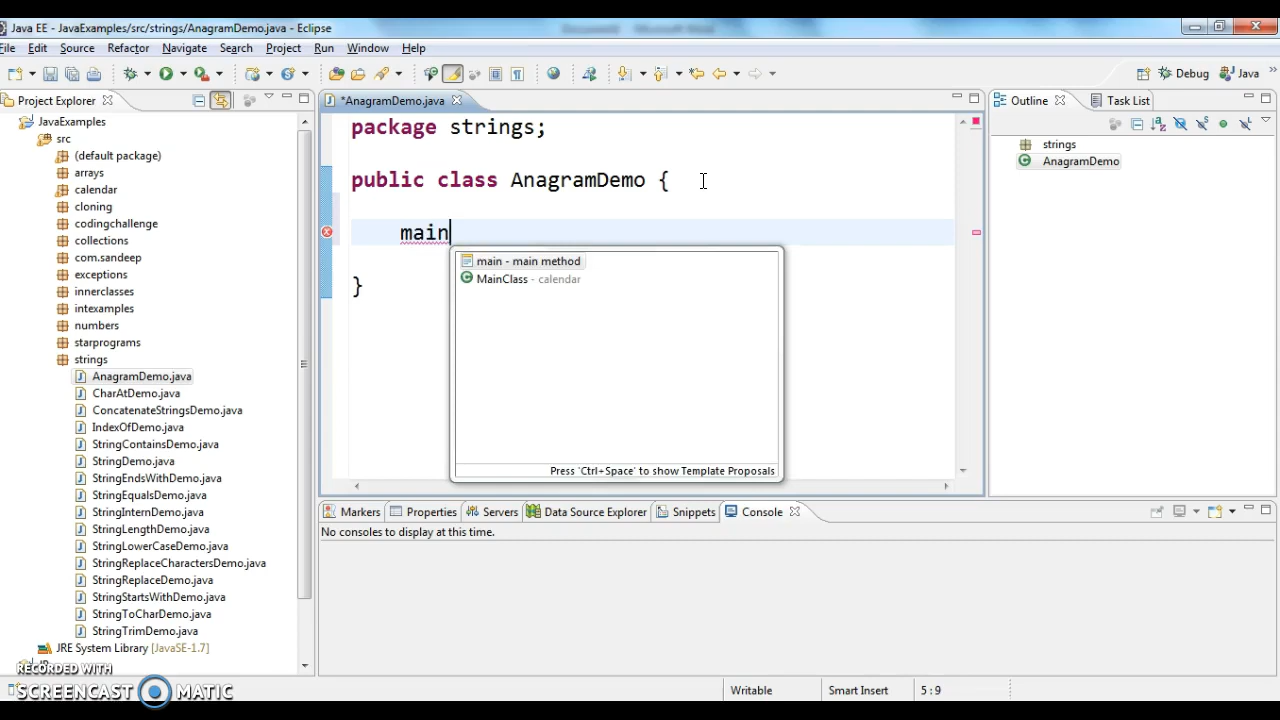 Java EE - JavaExamples/src/strings/AnagramDemo.java - Eclipse
File Edit Source Refactor Navigate Search Project Run Window Help
Debug Java
Project Explorer
*AnagramDemo.java
Outline Task List
JavaExamples
src
(default package)
arrays
calendar
cloning
codingchallenge
collections
com.sandeep
exceptions
innerclasses
intexamples
numbers
starprograms
strings
AnagramDemo.java
CharAtDemo.java
ConcatenateStringsDemo.java
IndexOfDemo.java
StringContainsDemo.java
StringDemo.java
StringEndsWithDemo.java
StringEqualsDemo.java
StringInternDemo.java
StringLengthDemo.java
StringLowerCaseDemo.java
StringReplaceCharactersDemo.java
StringReplaceDemo.java
StringStartsWithDemo.java
StringToCharDemo.java
StringTrimDemo.java
JRE System Library [JavaSE-1.7]
package strings;
public class AnagramDemo {
main
}
main - main method
MainClass - calendar
Press 'Ctrl+Space' to show Template Proposals
strings
AnagramDemo
Markers Properties Servers Data Source Explorer Snippets Console
No consoles to display at this time.
RECORDED WITH
SCREENCAST MATIC
Writable Smart Insert 5 : 9